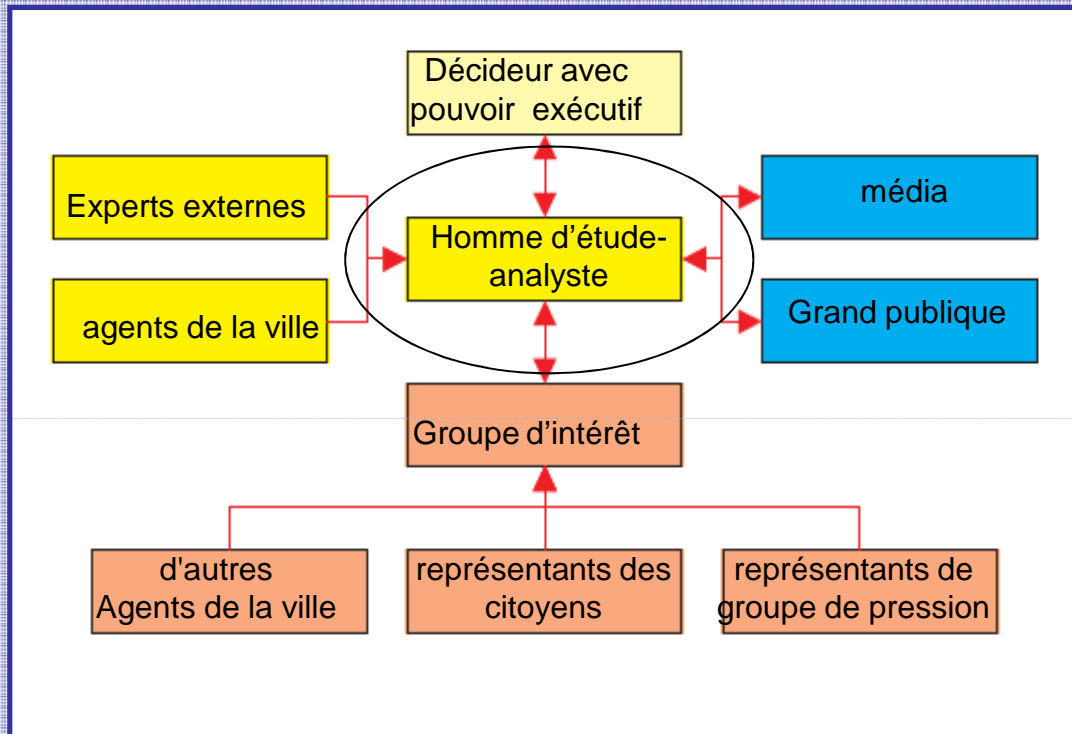 Décideur avec
pouvoir exécutif
Experts externes
média
Homme d'étude-
analyste
agents de la ville
Grand publique
Groupe d'intérêt
d'autres
Agents de la ville
représentants des
citoyens
représentants de
groupe de pression